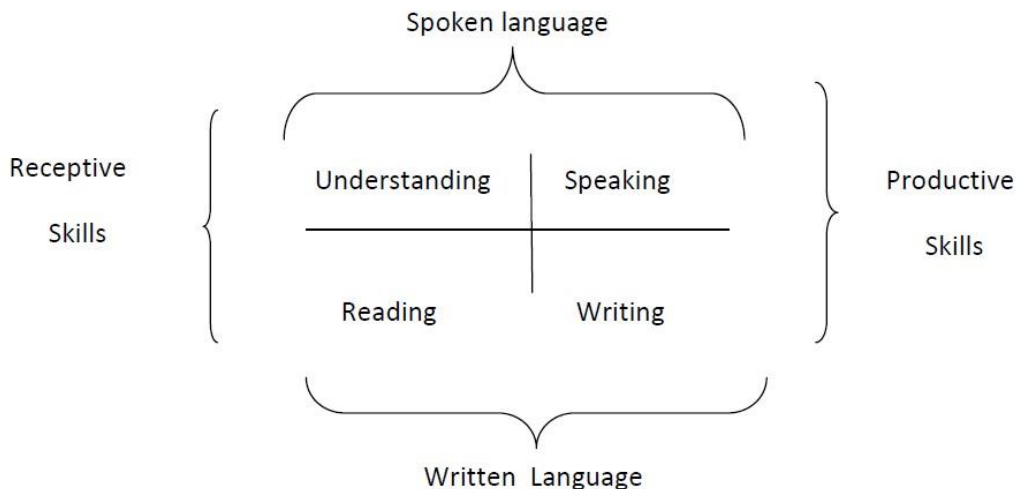 Spoken language
Receptive
Skills
Understanding
Speaking
Reading
Writing
Productive
Skills
Written Language